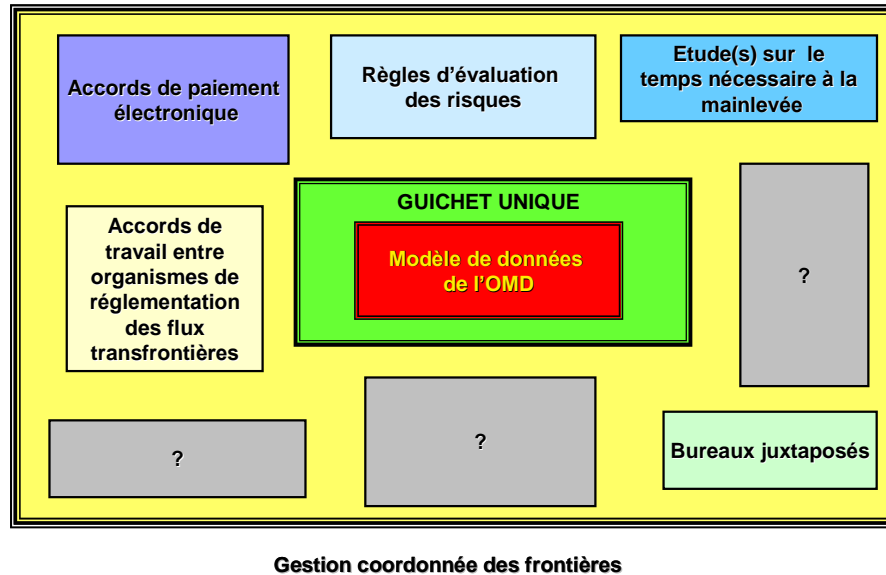 Accords de paiement
électronique
Règles d'évaluation
des risques
Etude(s) sur le
temps nécessaire à la
mainlevée
GUICHET UNIQUE
Modèle de données
de l'OMD
Accords de
travail entre
organismes de
réglementation
des flux
transfrontières
?
?
?
Bureaux juxtaposés
Gestion coordonnée des frontières